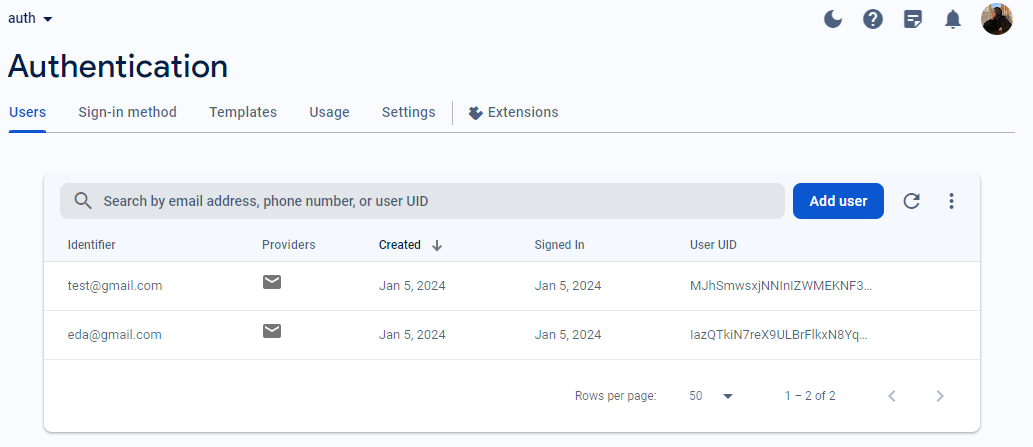 auth
Authentication
Users Sign-in method Templates Usage Settings Extensions
Search by email address, phone number, or user UID Add user
Identifier Providers Created Signed In User UID
test@gmail.com Jan 5, 2024 Jan 5, 2024 MJhSmwsxjNNInIZWMEKNF3...
eda@gmail.com Jan 5, 2024 Jan 5, 2024 IazQTkiN7reX9ULBrFlkxN8Yq...
Rows per page: 50 1 – 2 of 2